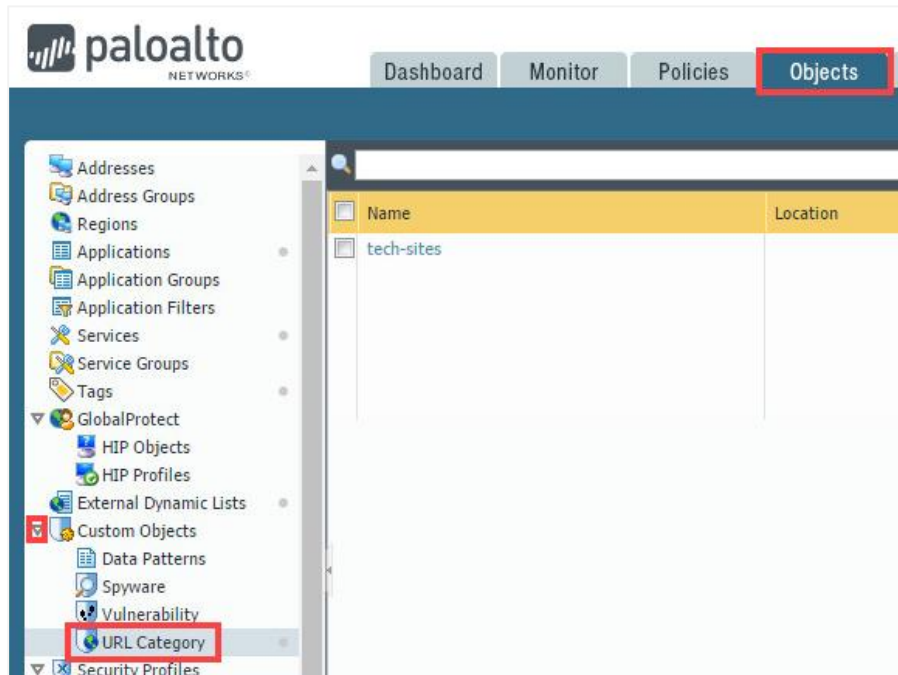 paloalto
NETWORKS®
Dashboard Monitor Policies Objects
Addresses
Address Groups
Regions
Applications
Application Groups
Application Filters
Services
Service Groups
Tags
GlobalProtect
HIP Objects
HIP Profiles
External Dynamic Lists
Custom Objects
Data Patterns
Spyware
Vulnerability
URL Category
Security Profiles
Name Location
tech-sites